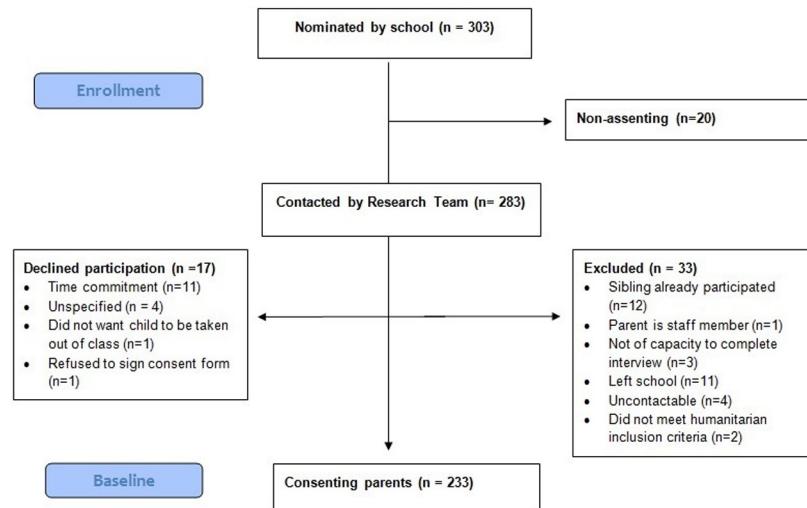 Nominated by school (n = 303)
Enrollment
Non-assenting (n=20)
Contacted by Research Team (n= 283)
Declined participation (n =17)
• Time commitment (n=11)
• Unspecified (n = 4)
• Did not want child to be taken
out of class (n=1)
• Refused to sign consent form
(n=1)
Excluded (n = 33)
• Sibling already participated
(n=12)
• Parent is staff member (n=1)
• Not of capacity to complete
interview (n=3)
• Left school (n=11)
• Uncontactable (n=4)
• Did not meet humanitarian
inclusion criteria (n=2)
Baseline
Consenting parents (n = 233)